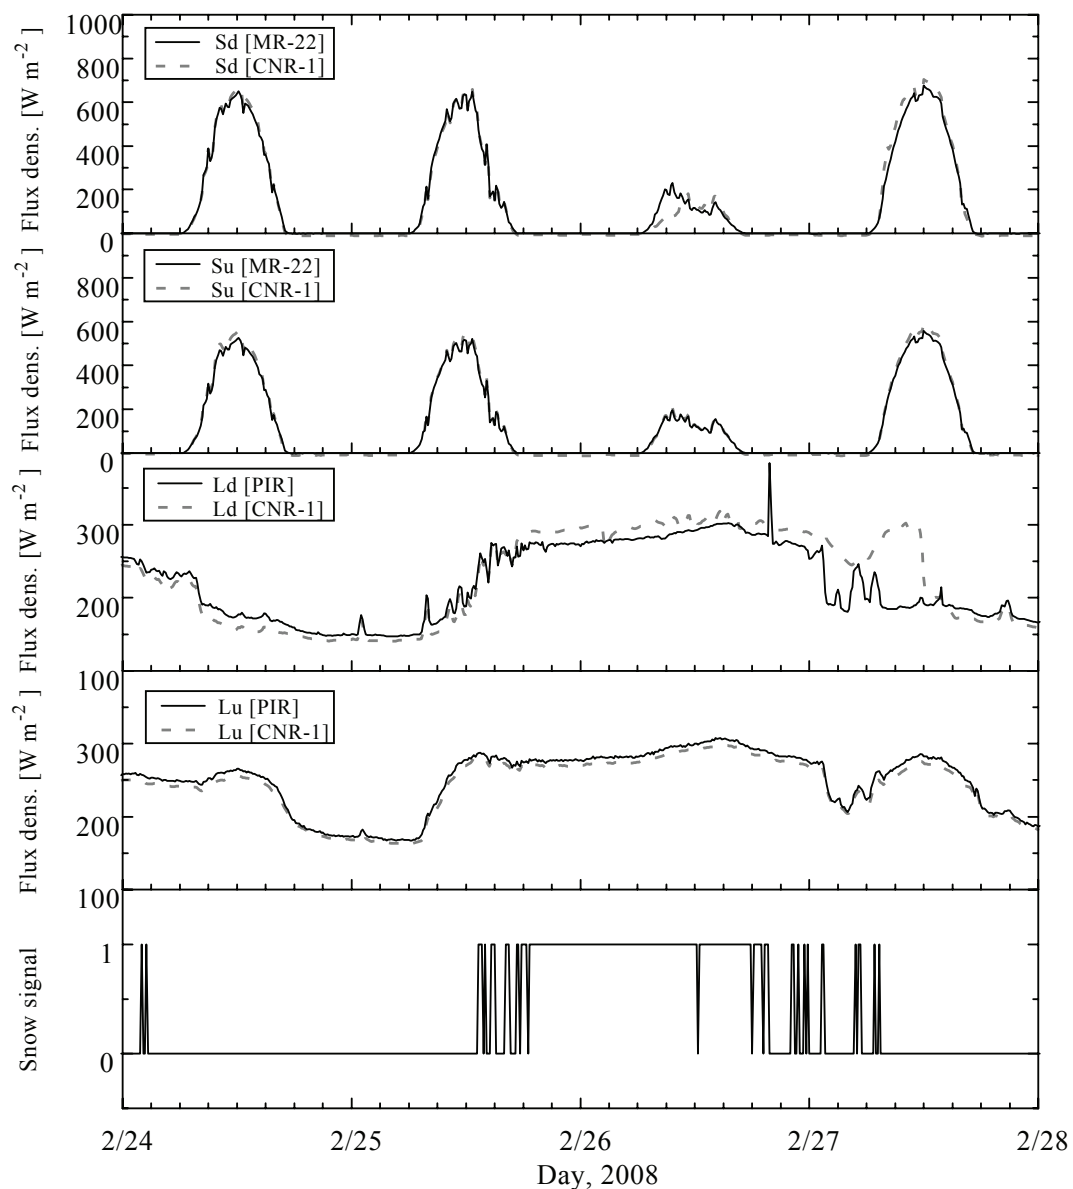 1000
800
600
400
200
0
Flux dens. [W m-2 ]
Sd [MR-22]
Sd [CNR-1]
800
600
400
200
0
Flux dens. [W m-2 ]
Su [MR-22]
Su [CNR-1]
300
200
100
Flux dens. [W m-2 ]
Ld [PIR]
Ld [CNR-1]
300
200
100
Flux dens. [W m-2 ]
Lu [PIR]
Lu [CNR-1]
1
0
Snow signal
2/24 2/25 2/26 2/27 2/28
Day, 2008